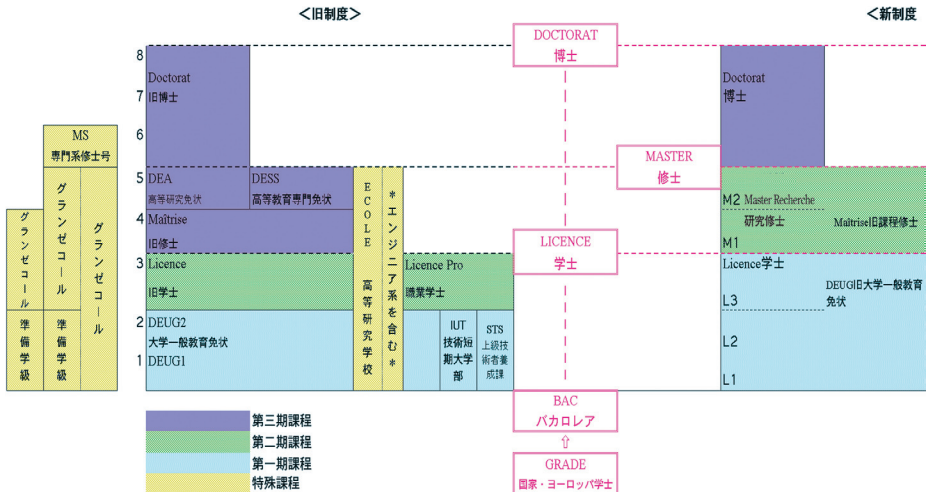 ＜旧制度＞
＜新制度
8
7
6
5
4
3
2
1
MS
専門系修士号
グランゼコール
準備学級
グランゼコール
準備学級
グランゼコール
Doctorat
旧博士
DEA
高等研究免状
DESS
高等教育専門免状
Maîtrise
旧修士
Licence
旧学士
DEUG2
大学一般教育免状
DEUG1
ECOLE 高等研究学校
＊エンジニア系を含む＊
Licence Pro
職業学士
IUT
技術短
期大学
部
STS
上級技
術者養
成課
DOCTORAT
博士
MASTER
修士
LICENCE
学士
BAC
バカロレア
⇧
GRADE
国家・ヨーロッパ学士
Doctorat
博士
M2 Master Recherche
研究修士
Maîtrise旧課程修士
M1
Licence学士
DEUG旧大学一般教育
免状
L3
L2
L1
第三期課程
第二期課程
第一期課程
特殊課程